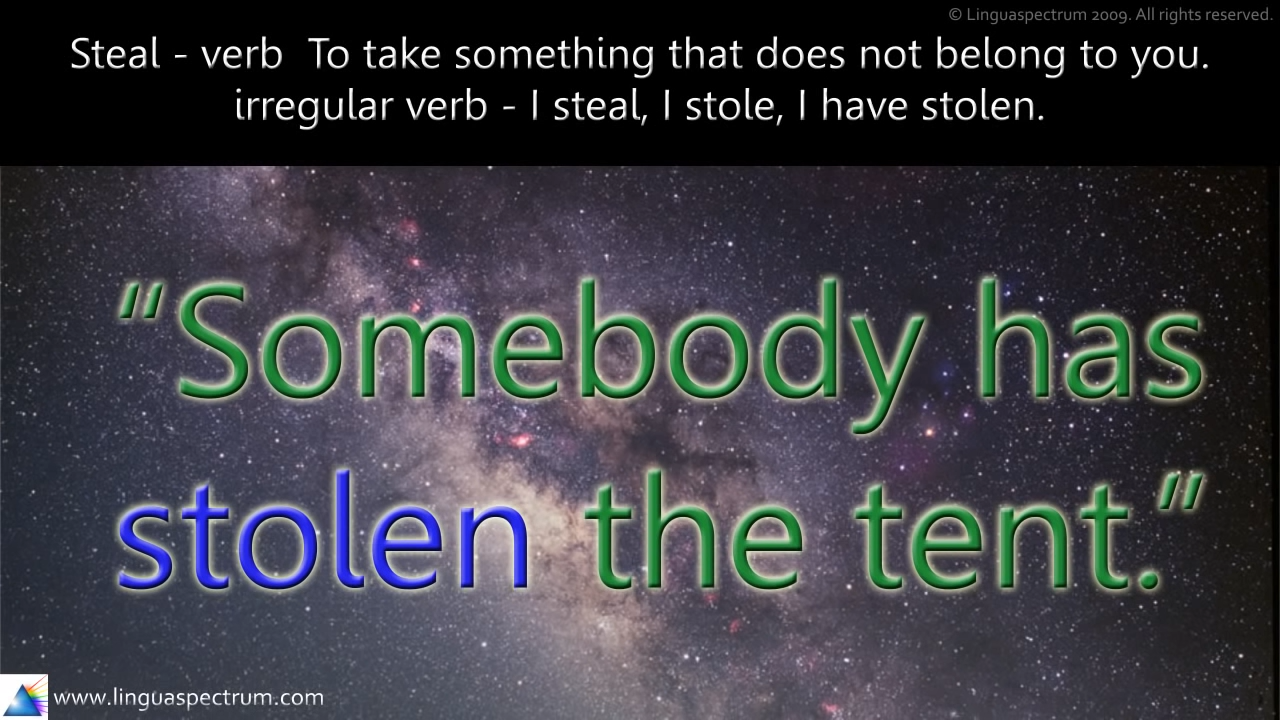 © Linguaspectrum 2009. All rights reserved.
Steal - verb  To take something that does not belong to you.
irregular verb - I steal, I stole, I have stolen.
“Somebody has
stolen the tent.”
www.linguaspectrum.com